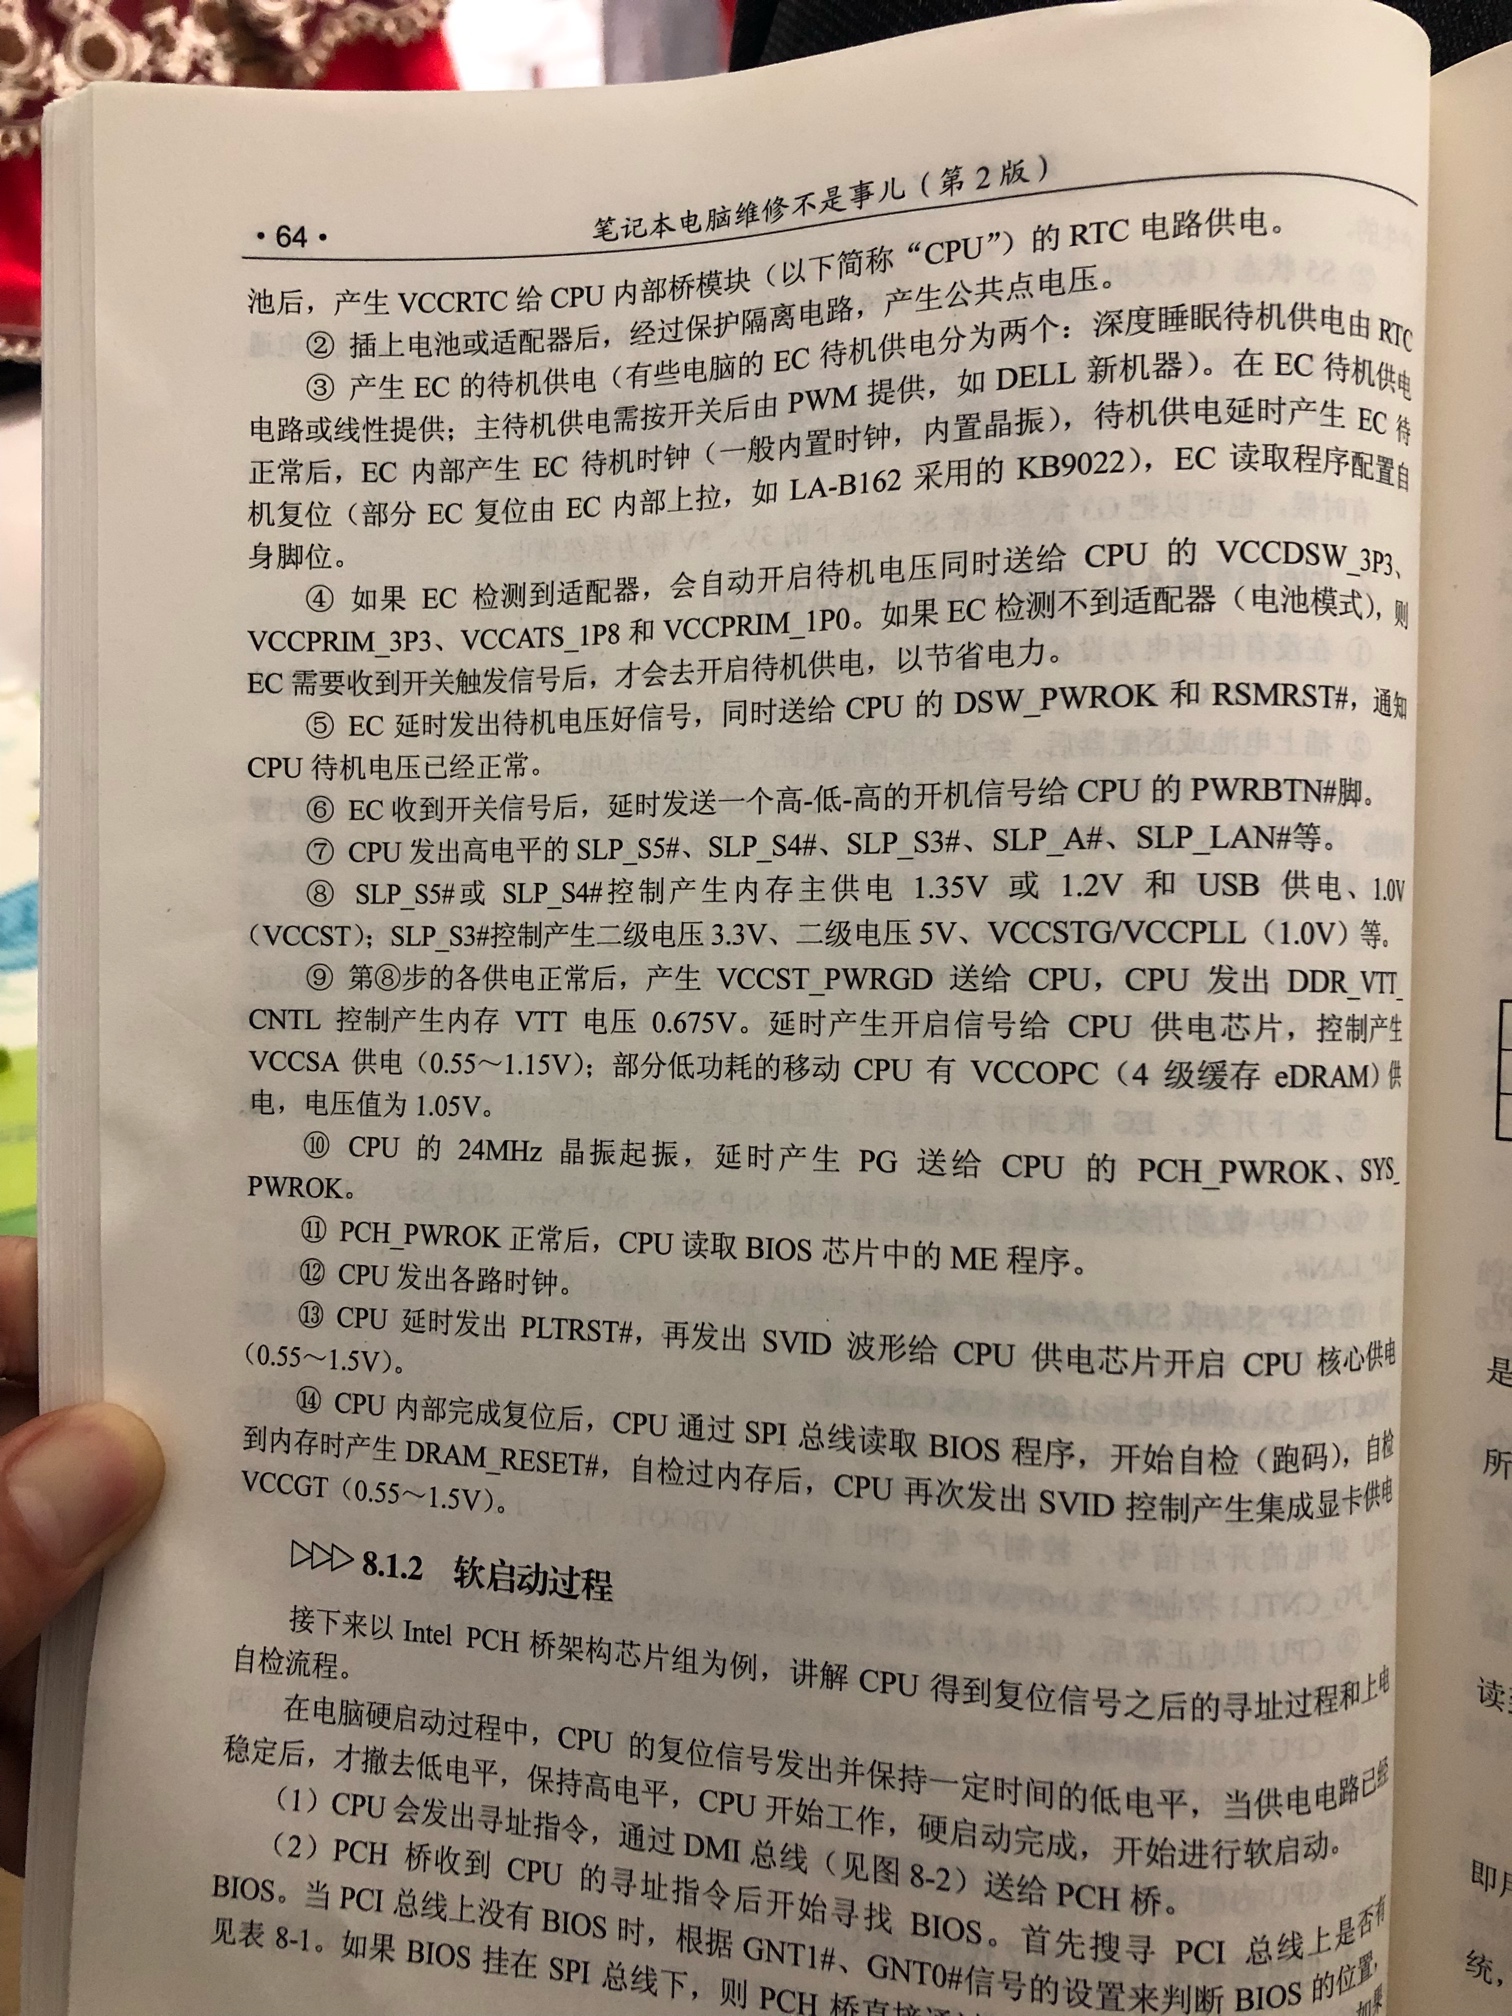 ·64·
笔记本电脑维修不是事儿（第2版）
池后，产生 VCCRTC 给 CPU 内部桥模块（以下简称“CPU”）的 RTC 电路供电。
② 插上电池或适配器后，经过保护隔离电路，产生公共点电压。
③ 产生 EC 的待机供电（有些电脑的 EC 待机供电分为两个：深度睡眠待机供电由 RTC
电路或线性提供；主待机供电需按开关后由 PWM 提供，如 DELL 新机器）。在 EC 待机供电
正常后，EC 内部产生 EC 待机时钟（一般内置时钟，内置晶振），待机供电延时产生 EC 待
机复位（部分 EC 复位由 EC 内部上拉，如 LA-B162 采用的 KB9022），EC 读取程序配置自
身脚位。
④ 如果 EC 检测到适配器，会自动开启待机电压同时送给 CPU 的 VCCDSW_3P3、
VCCPRIM_3P3、VCCATS_1P8 和 VCCPRIM_1P0。如果 EC 检测不到适配器（电池模式），则
EC 需要收到开关触发信号后，才会去开启待机供电，以节省电力。
⑤ EC 延时发出待机电压好信号，同时送给 CPU 的 DSW_PWROK 和 RSMRST#，通知
CPU 待机电压已经正常。
⑥ EC 收到开关信号后，延时发送一个高-低-高的开机信号给 CPU 的 PWRBTN#脚。
⑦ CPU 发出高电平的 SLP_S5#、SLP_S4#、SLP_S3#、SLP_A#、SLP_LAN#等。
⑧ SLP_S5#或 SLP_S4#控制产生内存主供电 1.35V 或 1.2V 和 USB 供电、1.0V
（VCCST）；SLP_S3#控制产生二级电压 3.3V、二级电压 5V、VCCSTG/VCCPLL（1.0V）等。
⑨ 第⑧步的各供电正常后，产生 VCCST_PWRGD 送给 CPU，CPU 发出 DDR_VTT_
CNTL 控制产生内存 VTT 电压 0.675V。延时产生开启信号给 CPU 供电芯片，控制产生
VCCSA 供电（0.55～1.15V）；部分低功耗的移动 CPU 有 VCCOPC（4 级缓存 eDRAM）供
电，电压值为 1.05V。
⑩ CPU 的 24MHz 晶振起振，延时产生 PG 送给 CPU 的 PCH_PWROK、SYS_
PWROK。
⑪ PCH_PWROK 正常后，CPU 读取 BIOS 芯片中的 ME 程序。
⑫ CPU 发出各路时钟。
⑬ CPU 延时发出 PLTRST#，再发出 SVID 波形给 CPU 供电芯片开启 CPU 核心供电
（0.55～1.5V）。
⑭ CPU 内部完成复位后，CPU 通过 SPI 总线读取 BIOS 程序，开始自检（跑码），自检
到内存时产生 DRAM_RESET#，自检过内存后，CPU 再次发出 SVID 控制产生集成显卡供电
VCCGT（0.55～1.5V）。
▷▷▷ 8.1.2 软启动过程
接下来以 Intel PCH 桥架构芯片组为例，讲解 CPU 得到复位信号之后的寻址过程和上电
自检流程。
在电脑硬启动过程中，CPU 的复位信号发出并保持一定时间的低电平，当供电电路已经
稳定后，才撤去低电平，保持高电平，CPU 开始工作，硬启动完成，开始进行软启动。
（1）CPU 会发出寻址指令，通过 DMI 总线（见图 8-2）送给 PCH 桥。
（2）PCH 桥收到 CPU 的寻址指令后开始寻找 BIOS。首先搜寻 PCI 总线上是否有
BIOS。当 PCI 总线上没有 BIOS 时，根据 GNT1#、GNT0#信号的设置来判断 BIOS 的位置，
见表 8-1。如果 BIOS 挂在 SPI 总线下，则 PCH 桥直接通 如果
是
所
读
即
统，